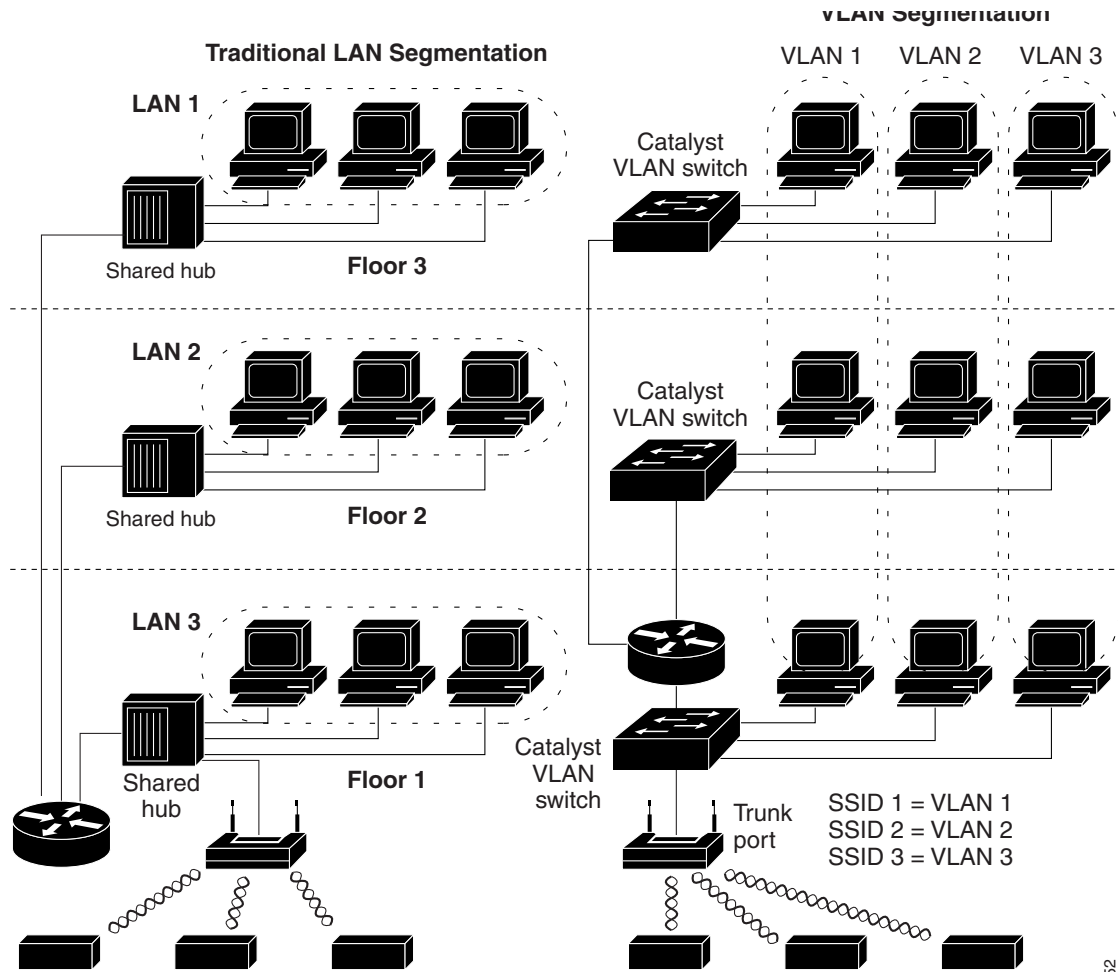 VLAN Segmentation
Traditional LAN Segmentation
VLAN 1
VLAN 2
VLAN 3
LAN 1
Catalyst
VLAN switch
Shared hub
Floor 3
LAN 2
Catalyst
VLAN switch
Shared hub
Floor 2
LAN 3
Catalyst
VLAN
switch
Shared
hub
Floor 1
Trunk
port
SSID 1 = VLAN 1
SSID 2 = VLAN 2
SSID 3 = VLAN 3